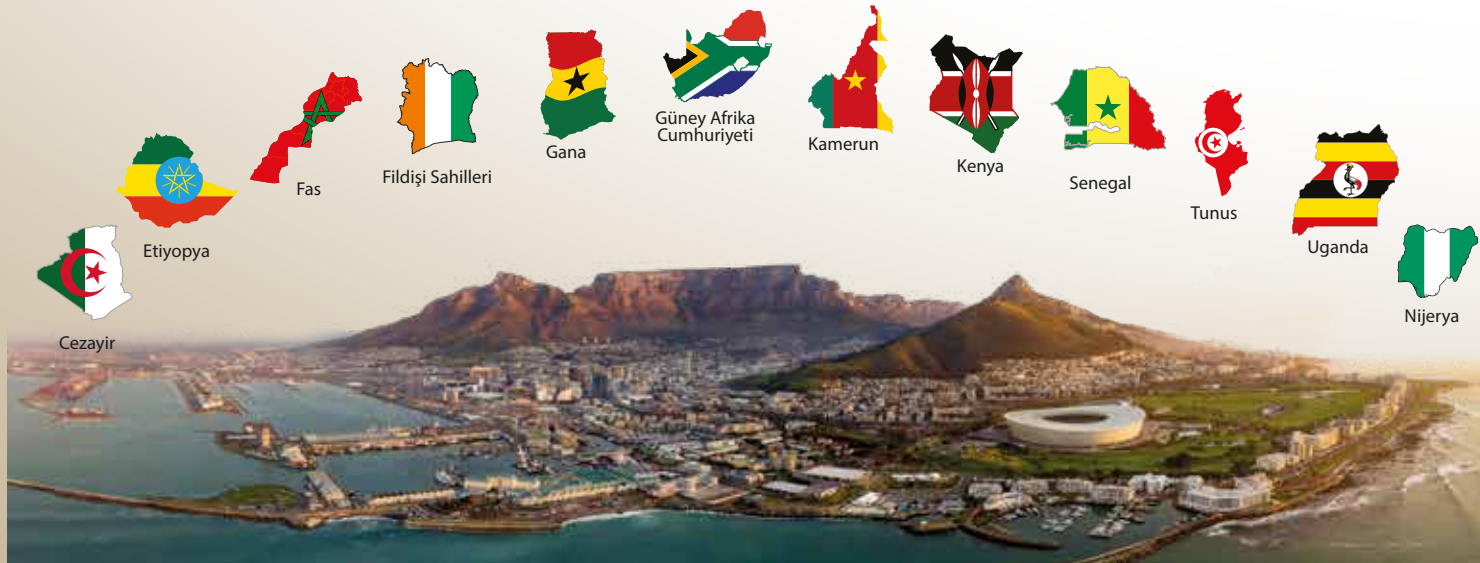 Cezayir
Etiyopya
Fas
Fildişi Sahilleri
Gana
Güney Afrika
Cumhuriyeti
Kamerun
Kenya
Senegal
Tunus
Uganda
Nijerya